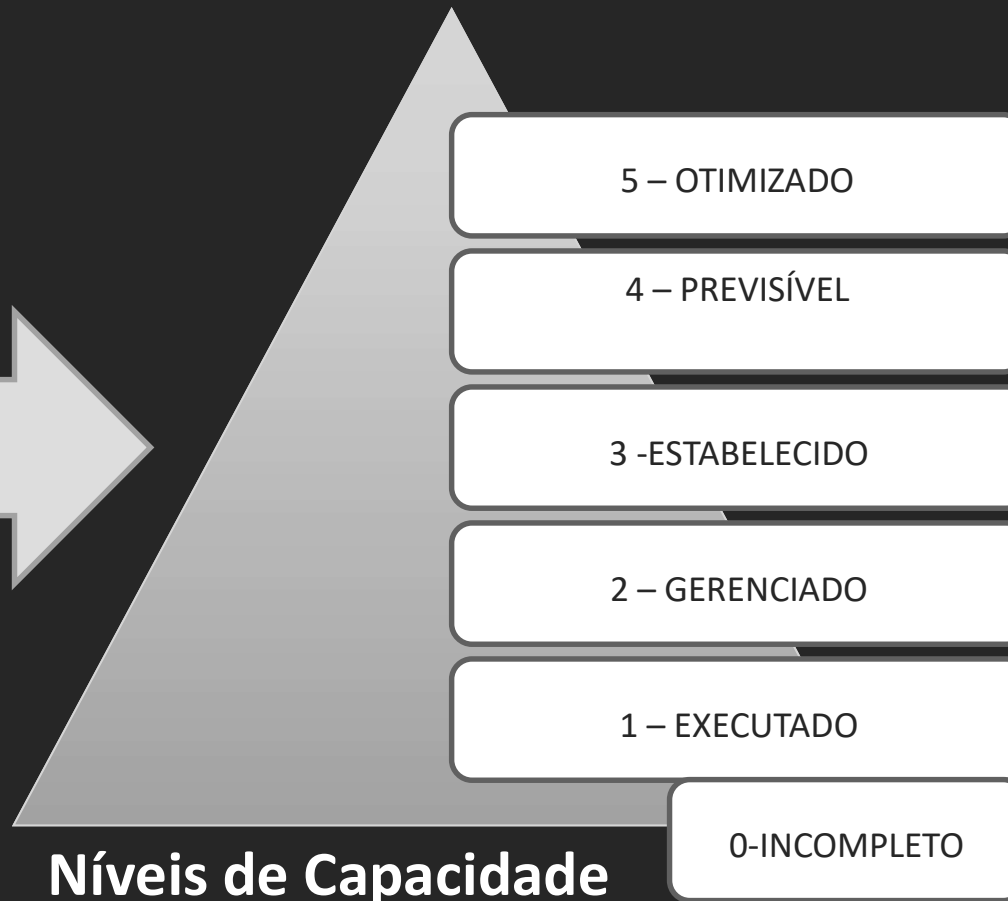 5 – OTIMIZADO
4 – PREVISÍVEL
3 -ESTABELECIDO
2 – GERENCIADO
1 – EXECUTADO
0-INCOMPLETO
Níveis de Capacidade